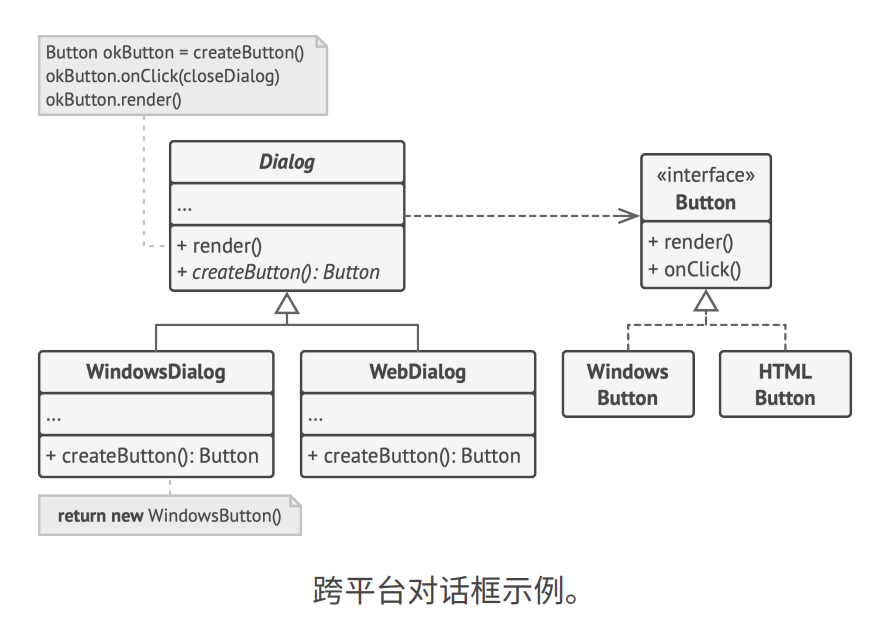 Button okButton = createButton()
okButton.onClick(closeDialog)
okButton.render()
Dialog
...
+ render()
+ createButton(): Button
«interface»
Button
+ render()
+ onClick()
WindowsDialog
...
+ createButton(): Button
WebDialog
...
+ createButton(): Button
Windows
Button
HTML
Button
return new WindowsButton()
跨平台对话框示例。